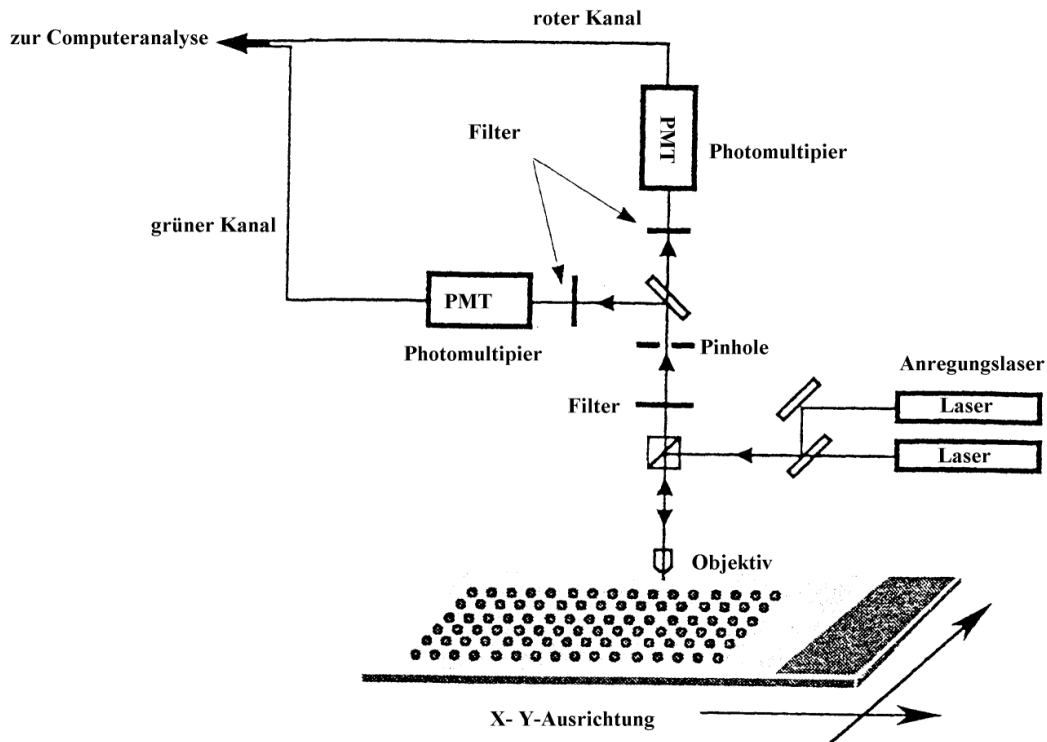 roter Kanal
zur Computeranalyse
PMT
Filter
Photomultipier
grüner Kanal
PMT
Photomultipier
Pinhole
Anregungslaser
Filter
Laser
Laser
Objektiv
X- Y-Ausrichtung